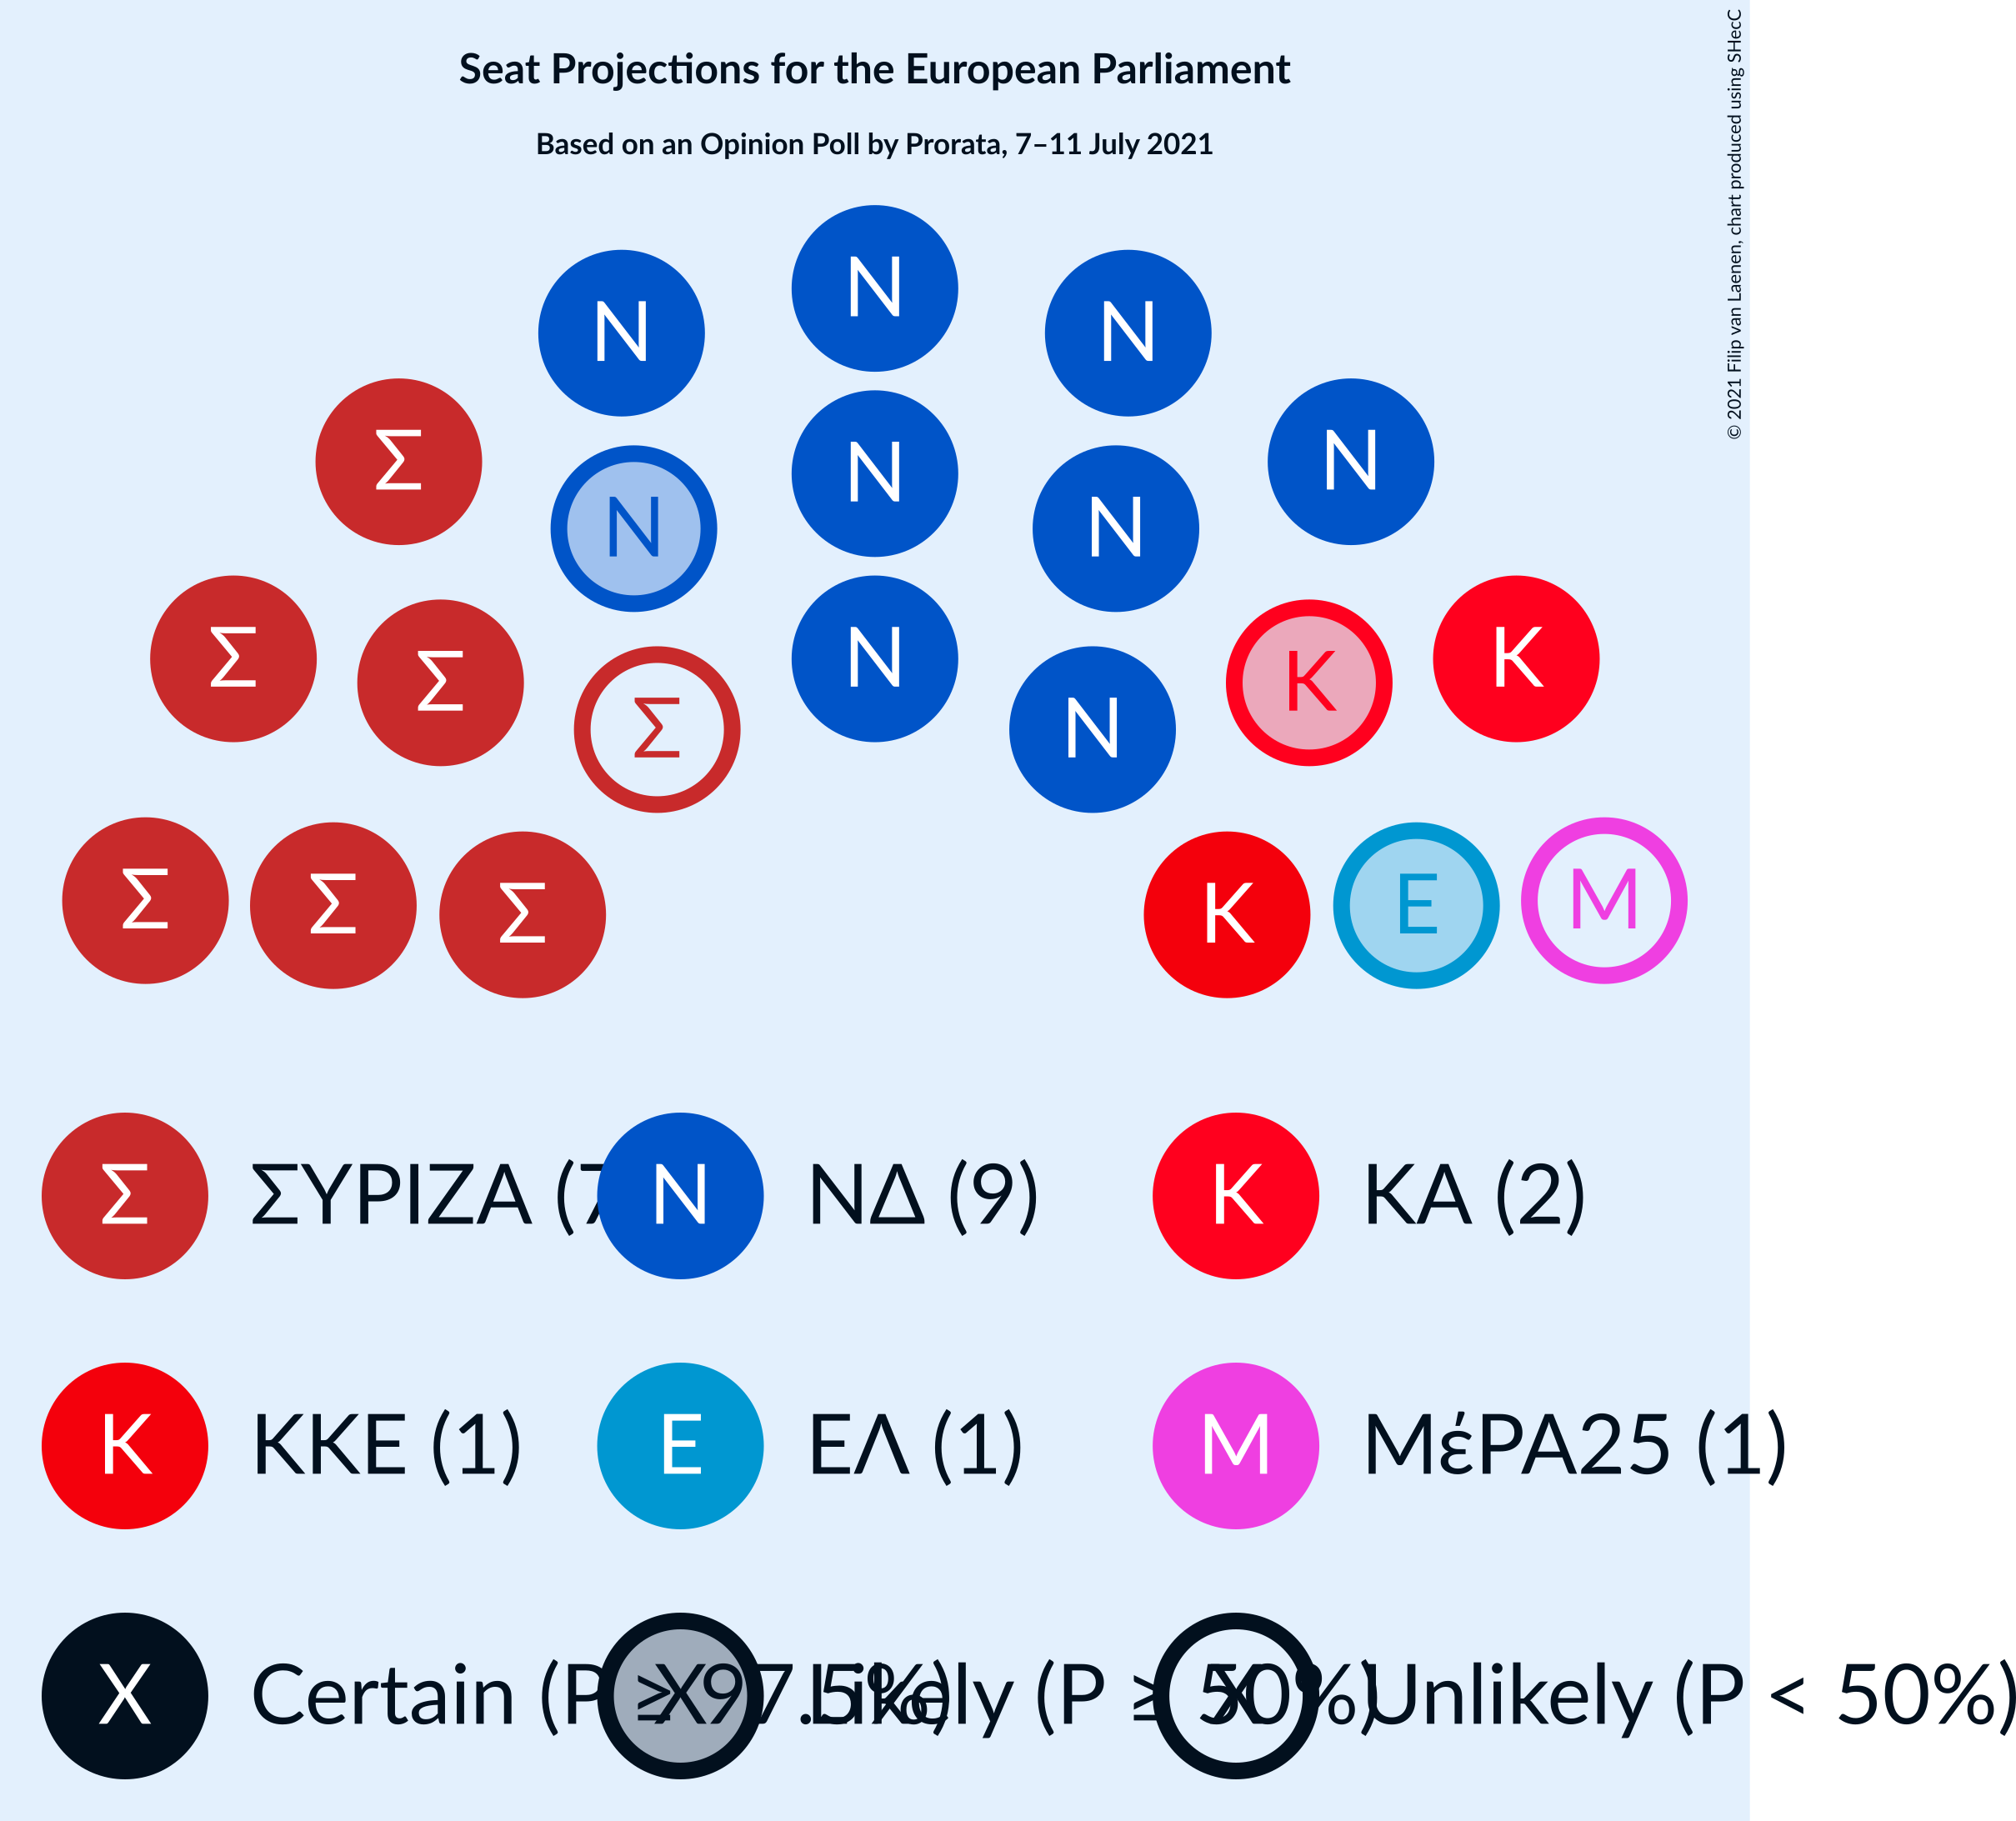 Seat Projections for the European Parliament
Based on an Opinion Poll by Prorata, 7–11 July 2021
© 2021 Filip van Laenen, chart produced using SHecC
N
N N
Σ N N
N N N
Σ Σ Σ N N K K
Σ Σ Σ K E M
Σ ΣΥΡΙΖΑ (7 N ΝΔ (9) K ΚΑ (2)
K ΚΚΕ (1) E ΕΛ (1) M ΜέΡΑ25 (1)
X Certain (P ≥ 97.5%) X Likely (P ≥ 50%) X Unlikely (P < 50%)